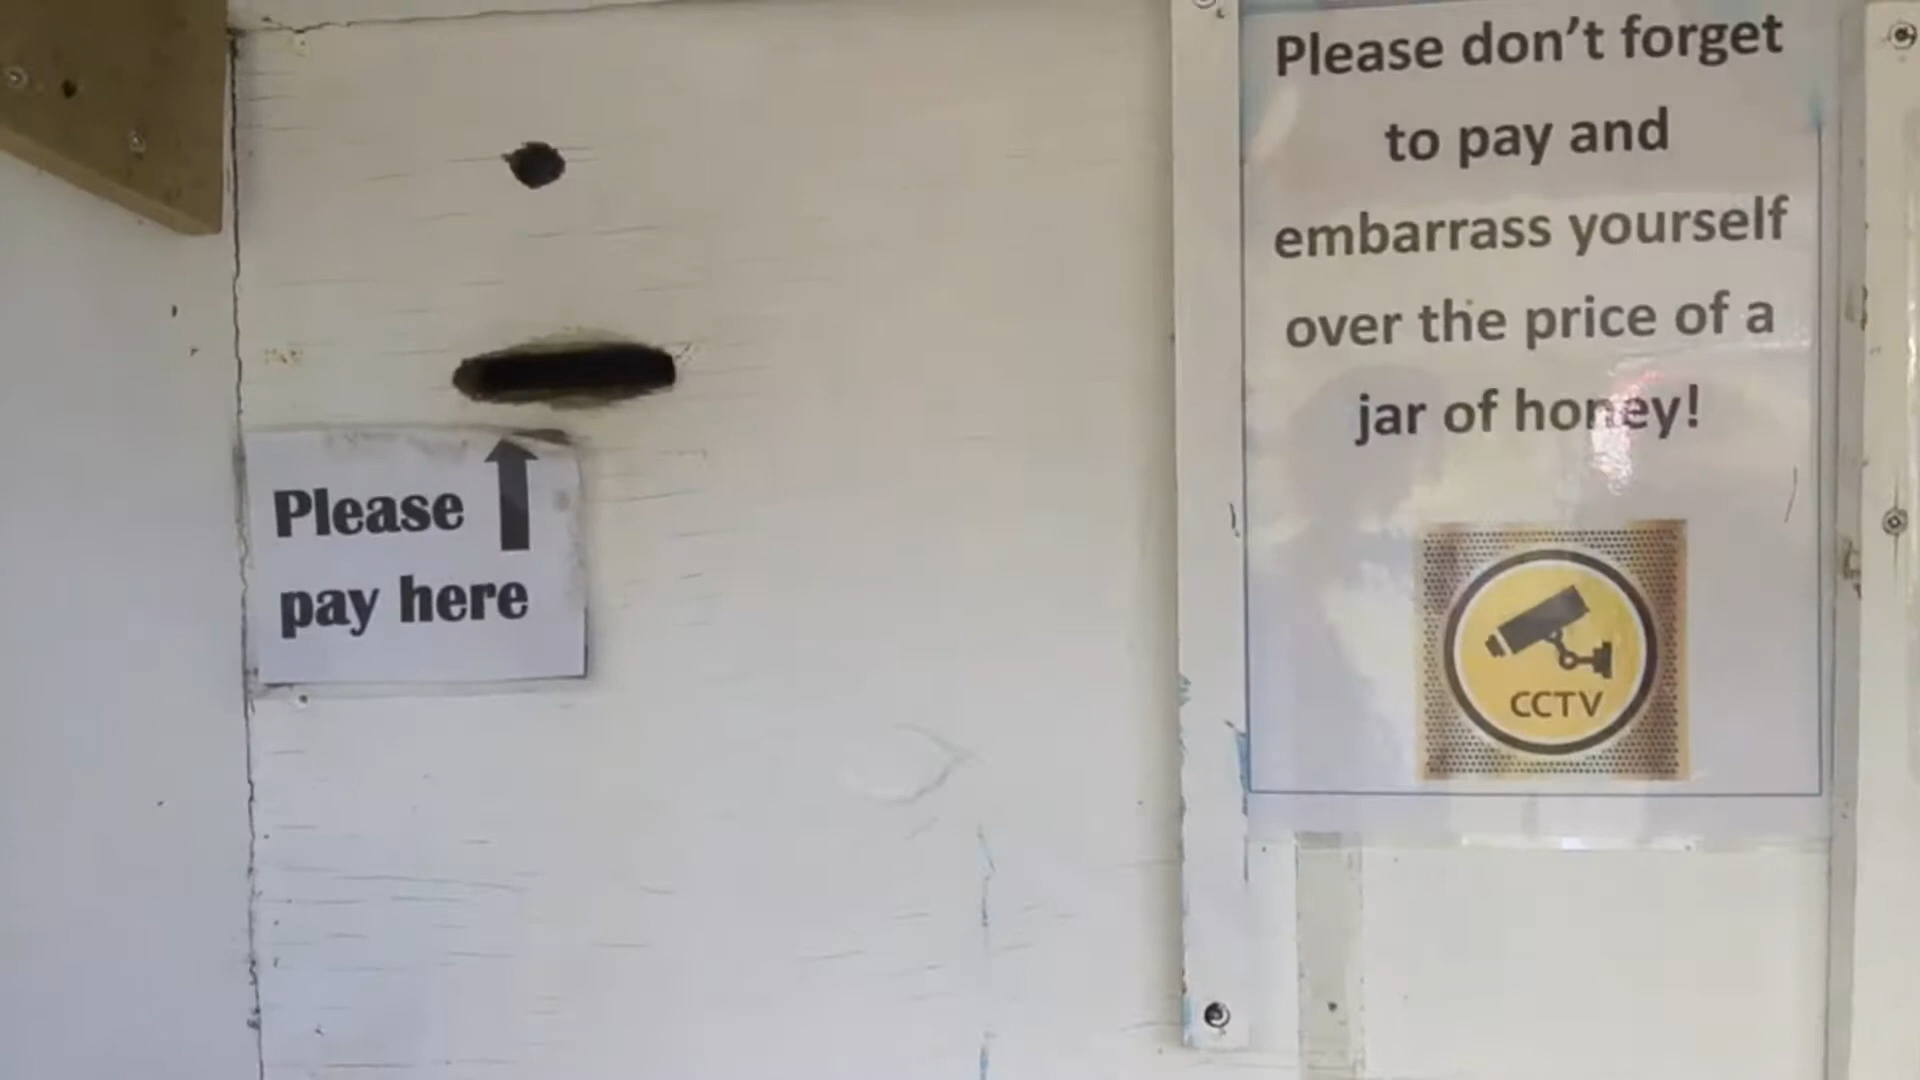 Please
pay here
Please don't forget
to pay and
embarrass yourself
over the price of a
jar of honey!
CCTV